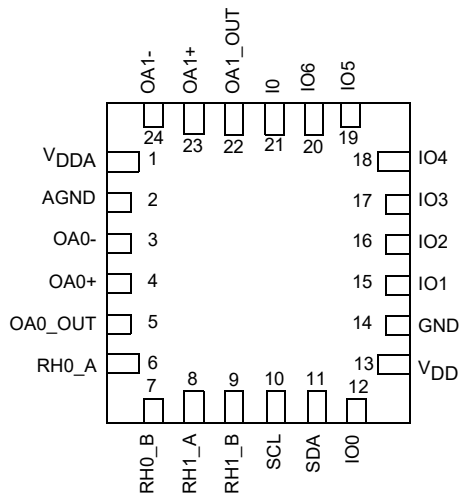 OA1-
OA1+
OA1_OUT
I0
IO6
IO5
24
23
22
21
20
19
VDDA
1
18
IO4
AGND
2
17
IO3
OA0-
3
16
IO2
OA0+
4
15
IO1
OA0_OUT
5
14
GND
RH0_A
6
13
VDD
7
8
9
10
11
12
RH0_B
RH1_A
RH1_B
SCL
SDA
IO0